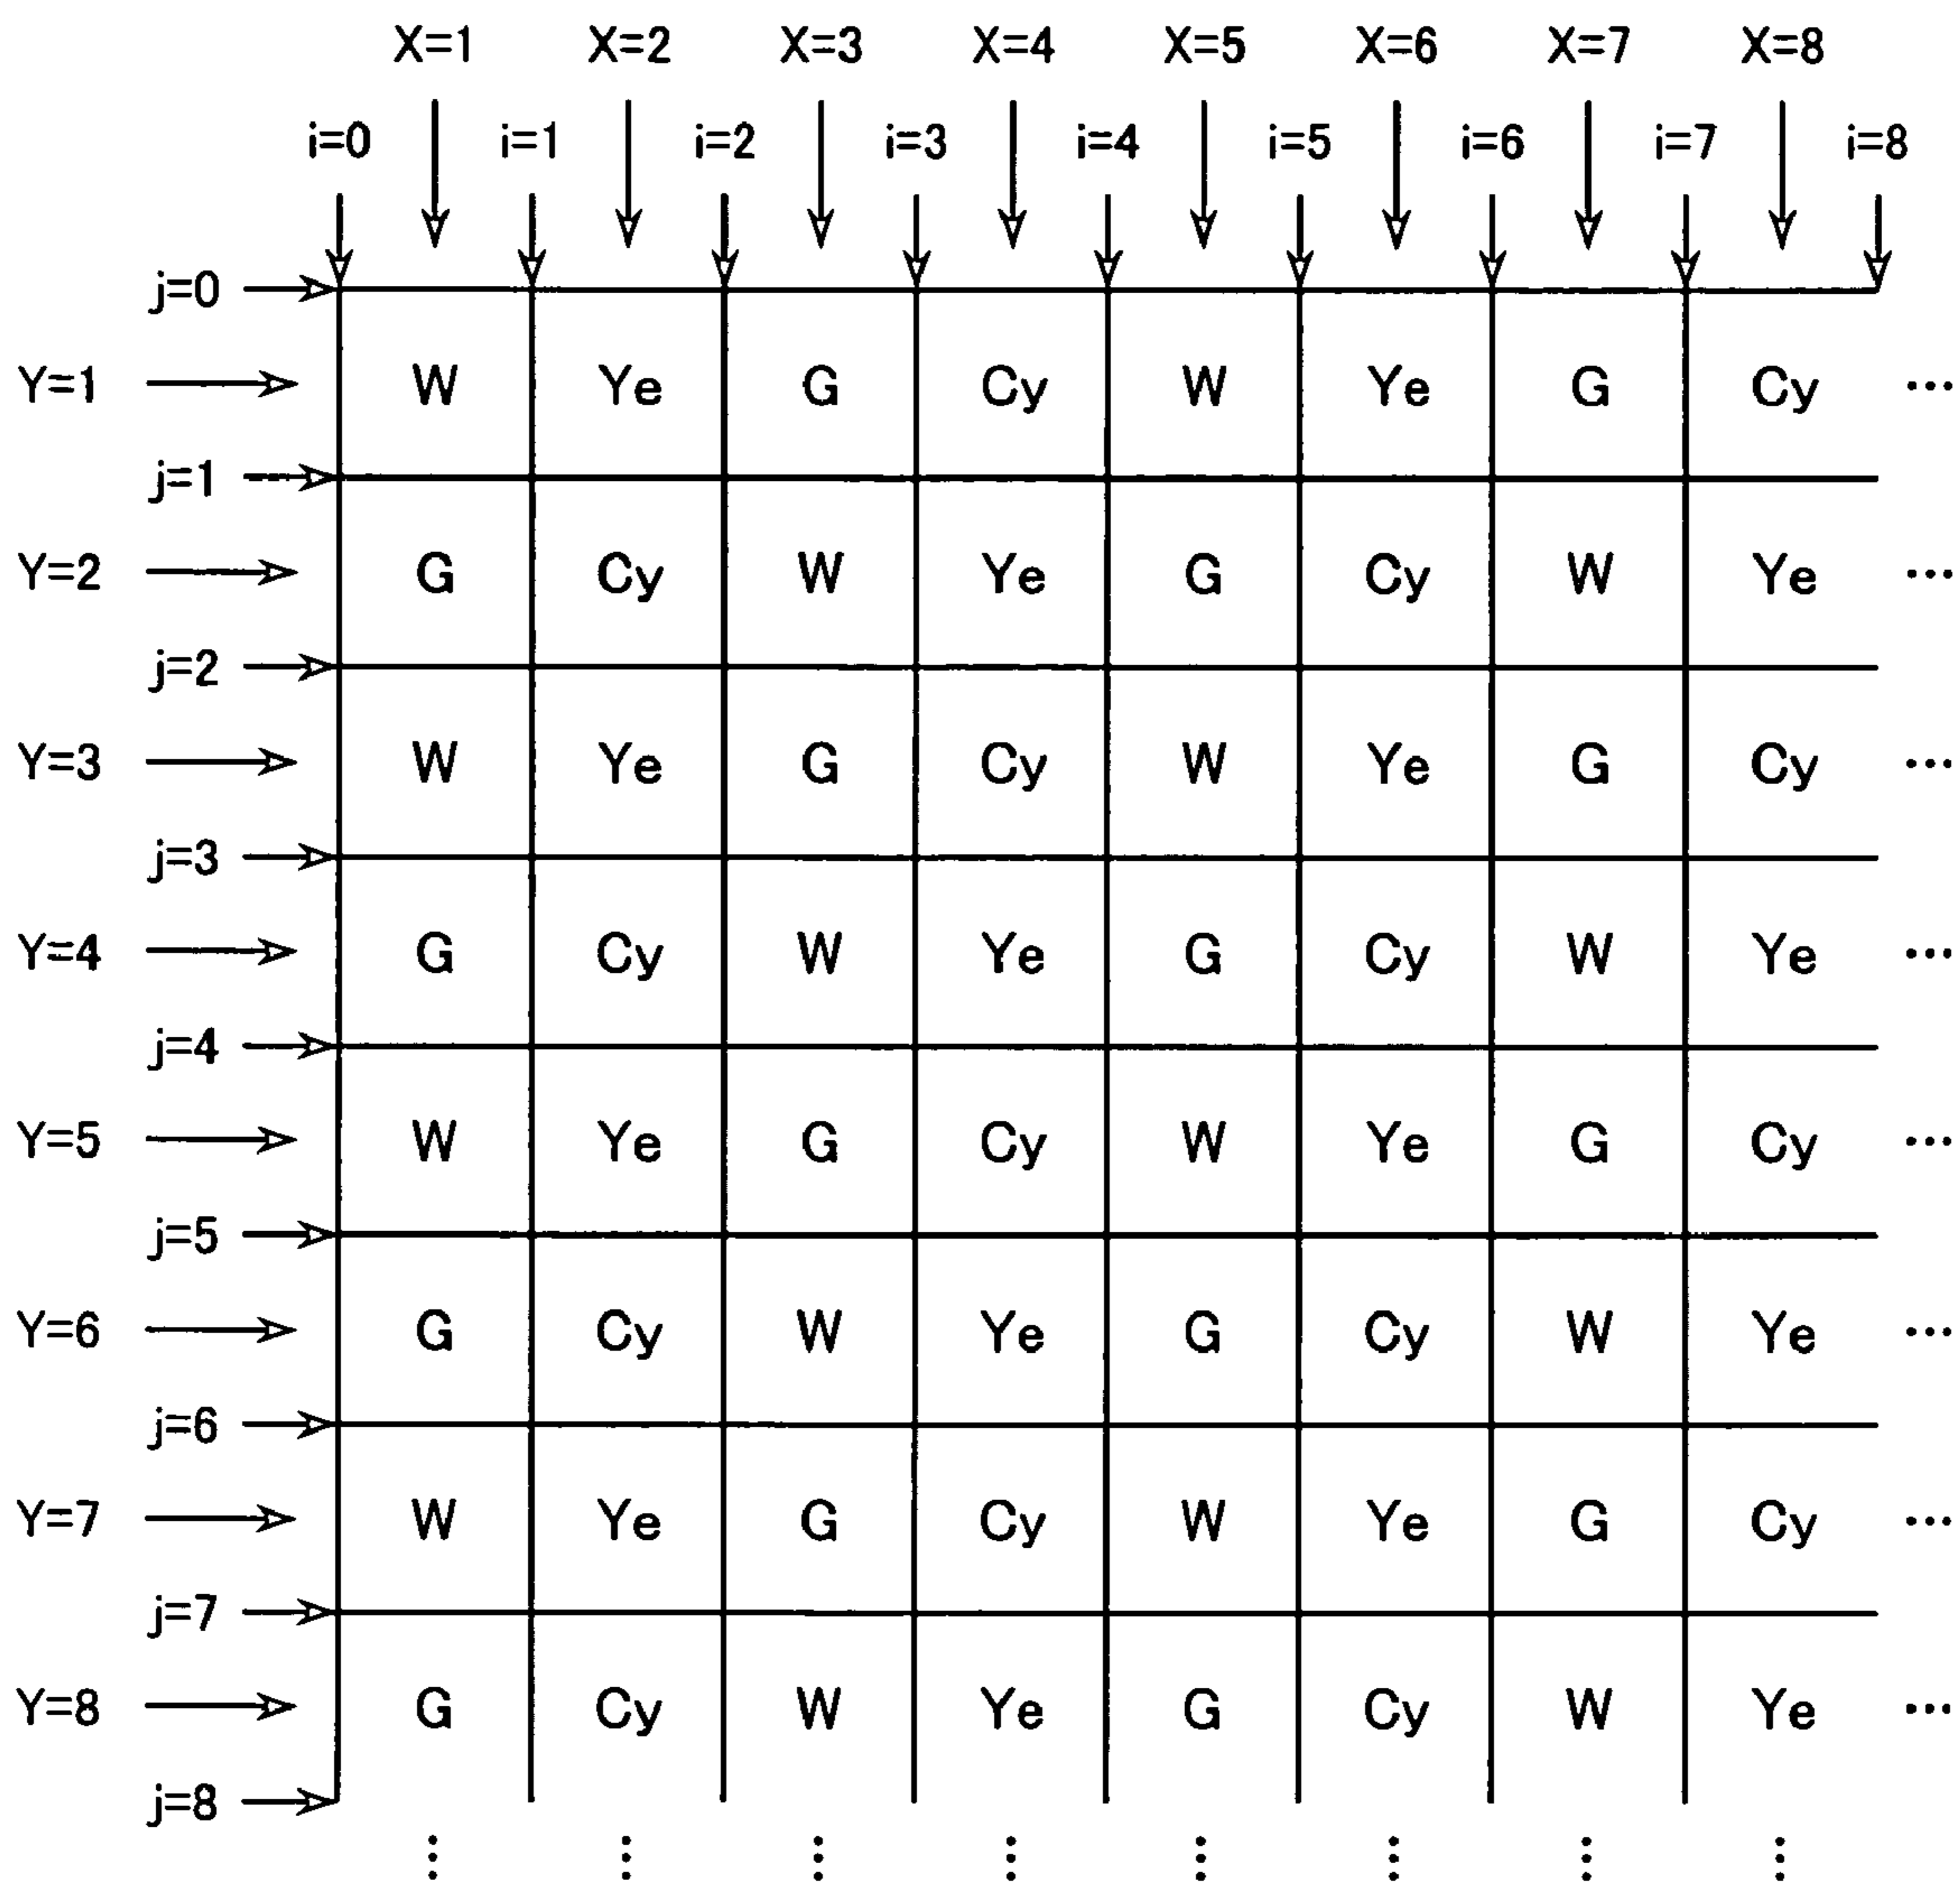 X=1 X=2 X=3 X=4 X=5 X=6 X=7 X=8
i=0 i=1 i=2 i=3 i=4 i=5 i=6 i=7 i=8
j=0
Y=1 W Ye G Cy W Ye G Cy ...
j=1
Y=2 G Cy W Ye G Cy W Ye ...
j=2
Y=3 W Ye G Cy W Ye G Cy ...
j=3
Y=4 G Cy W Ye G Cy W Ye ...
j=4
Y=5 W Ye G Cy W Ye G Cy ...
j=5
Y=6 G Cy W Ye G Cy W Ye ...
j=6
Y=7 W Ye G Cy W Ye G Cy ...
j=7
Y=8 G Cy W Ye G Cy W Ye ...
j=8